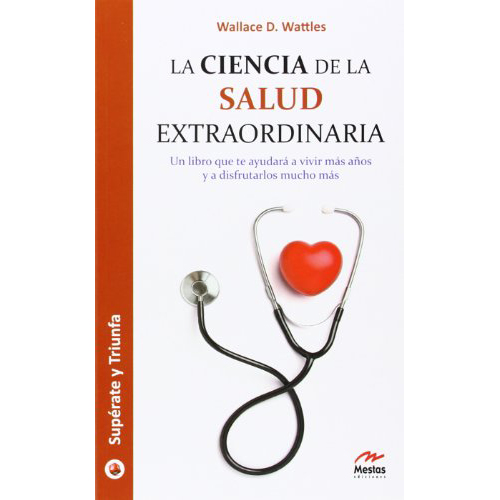 Wallace D. Wattles
LA CIENCIA DE LA
SALUD
EXTRAORDINARIA
Un libro que te ayudará a vivir más años
y a disfrutarlos mucho más
Supérate y Triunfa
Mestas
ediciones